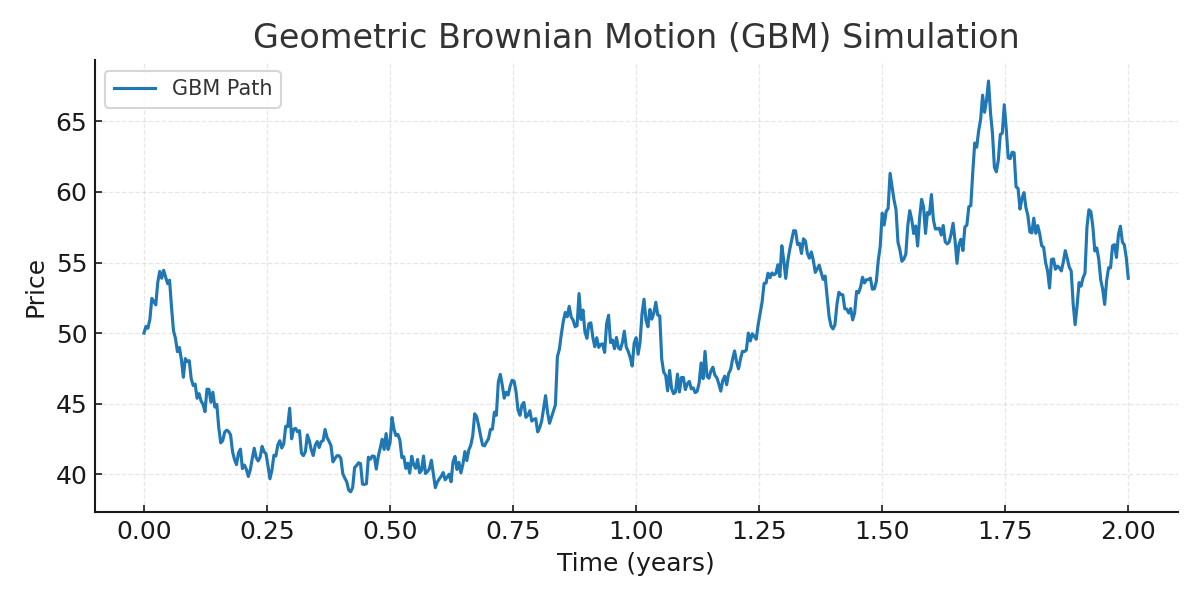 Geometric Brownian Motion (GBM) Simulation
GBM Path
65
60
55
50
45
40
Price
0.00 0.25 0.50 0.75 1.00 1.25 1.50 1.75 2.00
Time (years)